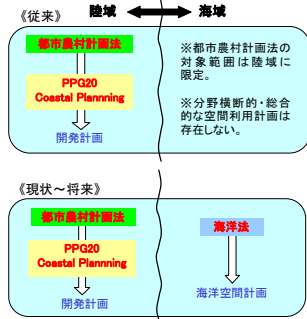 《従来》
陸域
海域
都市農村計画法
PPG20
Coastal Plannning
開発計画
※都市農村計画法の
対象範囲は陸域に
限定。
※分野横断的・総合
的な空間利用計画は
存在しない。
《現状~将来》
都市農村計画法
PPG20
Coastal Plannning
開発計画
海洋法
海洋空間計画